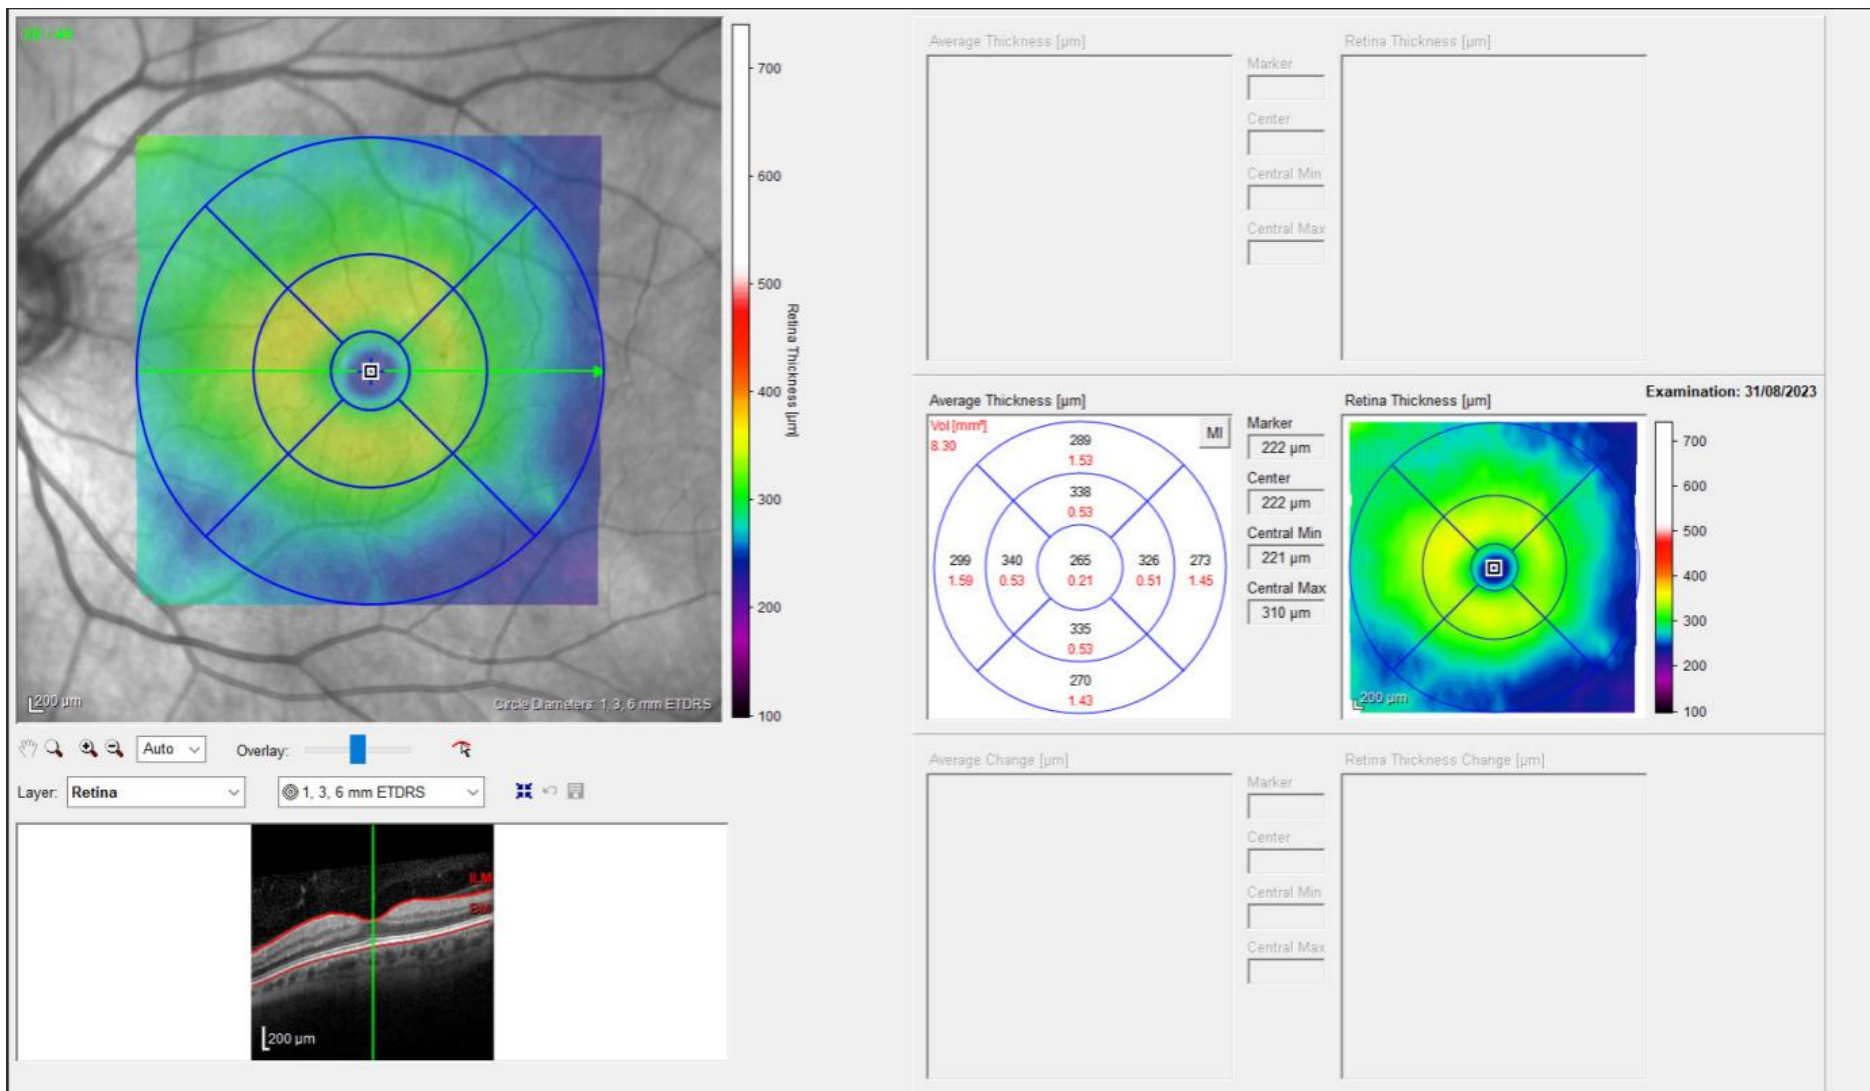 700
600
500
400
300
200
100
Retina Thickness [µm]
200 µm
Circle Diameters: 1, 3, 6 mm ETDRS
Auto
Overlay:
Layer:
Retina
1, 3, 6 mm ETDRS
ILM
200 µm
Average Thickness [µm]
Retina Thickness [µm]
Marker
Center
Central Min
Central Max
Examination: 31/08/2023
Average Thickness [µm]
Retina Thickness [µm]
Vol [mm³]
8.30
MI
289
1.53
338
0.53
299 340 265 326 273
1.59 0.53 0.21 0.51 1.45
335
0.53
270
1.43
Marker
222 µm
Center
222 µm
Central Min
221 µm
Central Max
310 µm
200 µm
700
600
500
400
300
200
100
Average Change [µm]
Retina Thickness Change [µm]
Marker
Center
Central Min
Central Max